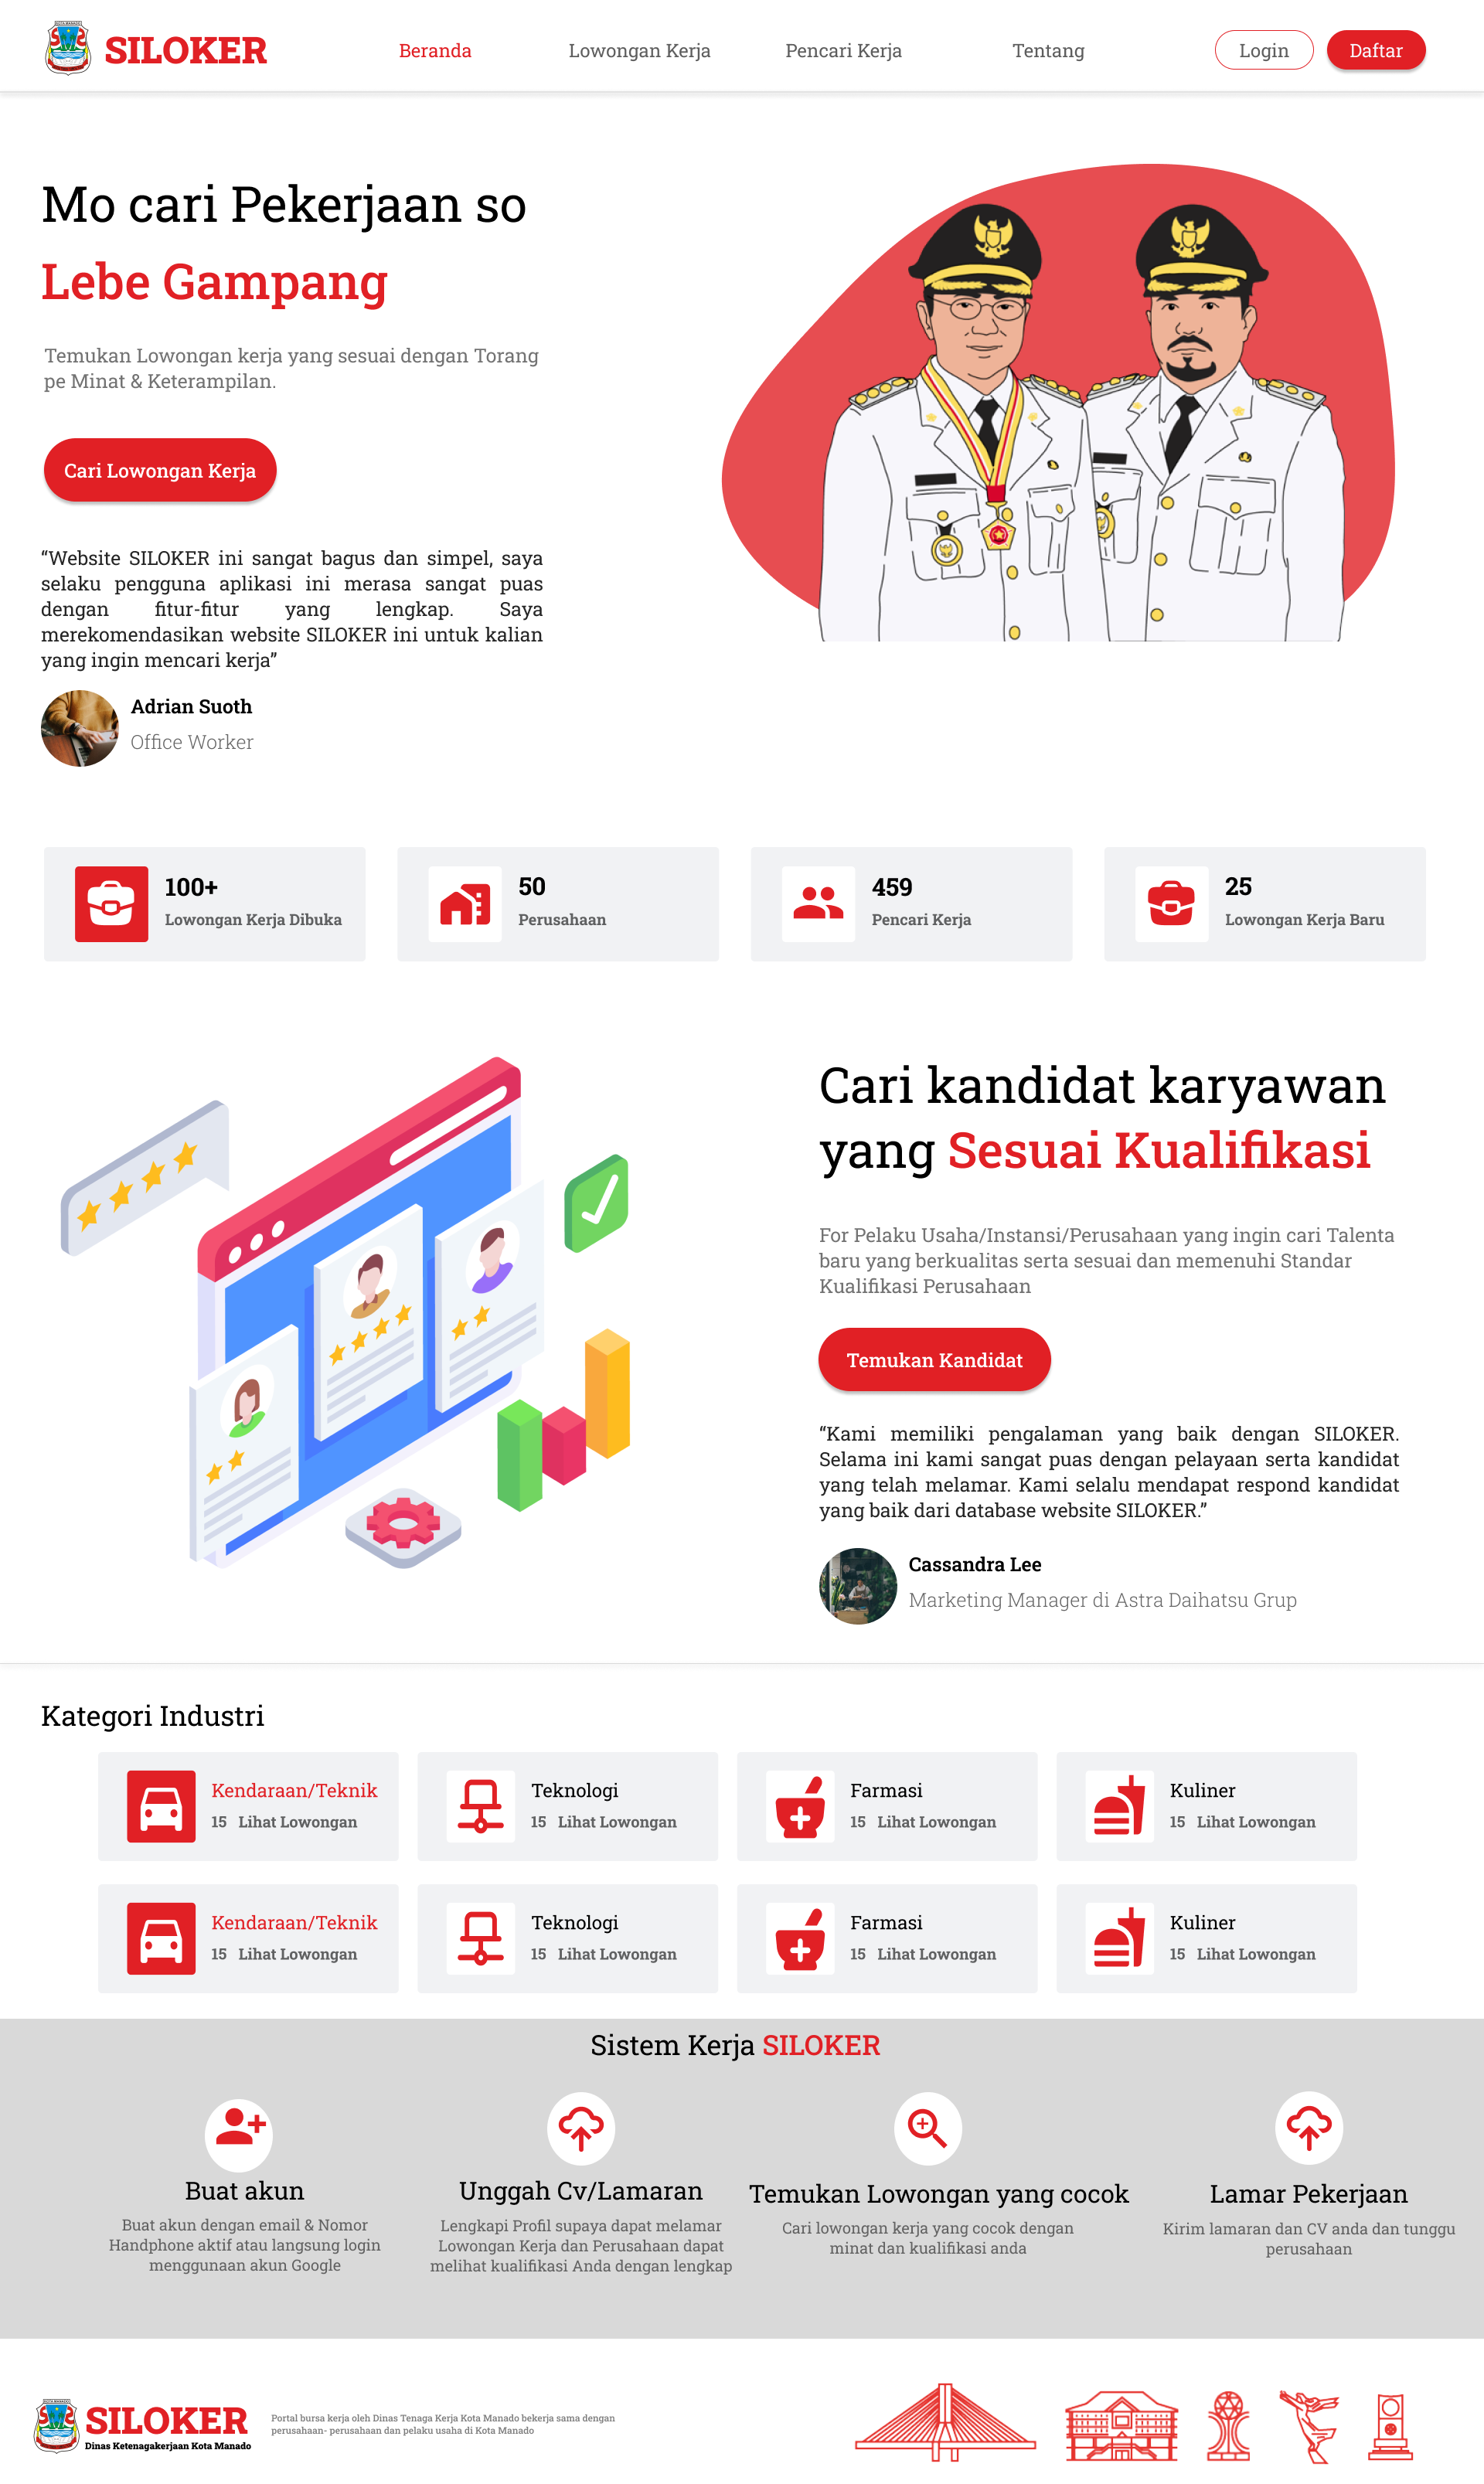 SILOKER
Beranda
Lowongan Kerja
Pencari Kerja
Tentang
Login
Daftar
Mo cari Pekerjaan so
Lebe Gampang
Temukan Lowongan kerja yang sesuai dengan Torang
pe Minat & Keterampilan.
Cari Lowongan Kerja
“Website SILOKER ini sangat bagus dan simpel, saya
selaku pengguna aplikasi ini merasa sangat puas
dengan fitur-fitur yang lengkap. Saya
merekomendasikan website SILOKER ini untuk kalian
yang ingin mencari kerja”
Adrian Suoth
Office Worker
100+
Lowongan Kerja Dibuka
50
Perusahaan
459
Pencari Kerja
25
Lowongan Kerja Baru
Cari kandidat karyawan
yang Sesuai Kualifikasi
For Pelaku Usaha/Instansi/Perusahaan yang ingin cari Talenta
baru yang berkualitas serta sesuai dan memenuhi Standar
Kualifikasi Perusahaan
Temukan Kandidat
“Kami memiliki pengalaman yang baik dengan SILOKER.
Selama ini kami sangat puas dengan pelayaan serta kandidat
yang telah melamar. Kami selalu mendapat respond kandidat
yang baik dari database website SILOKER.”
Cassandra Lee
Marketing Manager di Astra Daihatsu Grup
Kategori Industri
Kendaraan/Teknik
15 Lihat Lowongan
Teknologi
15 Lihat Lowongan
Farmasi
15 Lihat Lowongan
Kuliner
15 Lihat Lowongan
Kendaraan/Teknik
15 Lihat Lowongan
Teknologi
15 Lihat Lowongan
Farmasi
15 Lihat Lowongan
Kuliner
15 Lihat Lowongan
Sistem Kerja SILOKER
Buat akun
Buat akun dengan email & Nomor
Handphone aktif atau langsung login
menggunaan akun Google
Unggah Cv/Lamaran
Lengkapi Profil supaya dapat melamar
Lowongan Kerja dan Perusahaan dapat
melihat kualifikasi Anda dengan lengkap
Temukan Lowongan yang cocok
Cari lowongan kerja yang cocok dengan
minat dan kualifikasi anda
Lamar Pekerjaan
Kirim lamaran dan CV anda dan tunggu
perusahaan
SILOKER
Dinas Ketenagakerjaan Kota Manado
Portal bursa kerja oleh Dinas Tenaga Kerja Kota Manado bekerja sama dengan
perusahaan- perusahaan dan pelaku usaha di Kota Manado